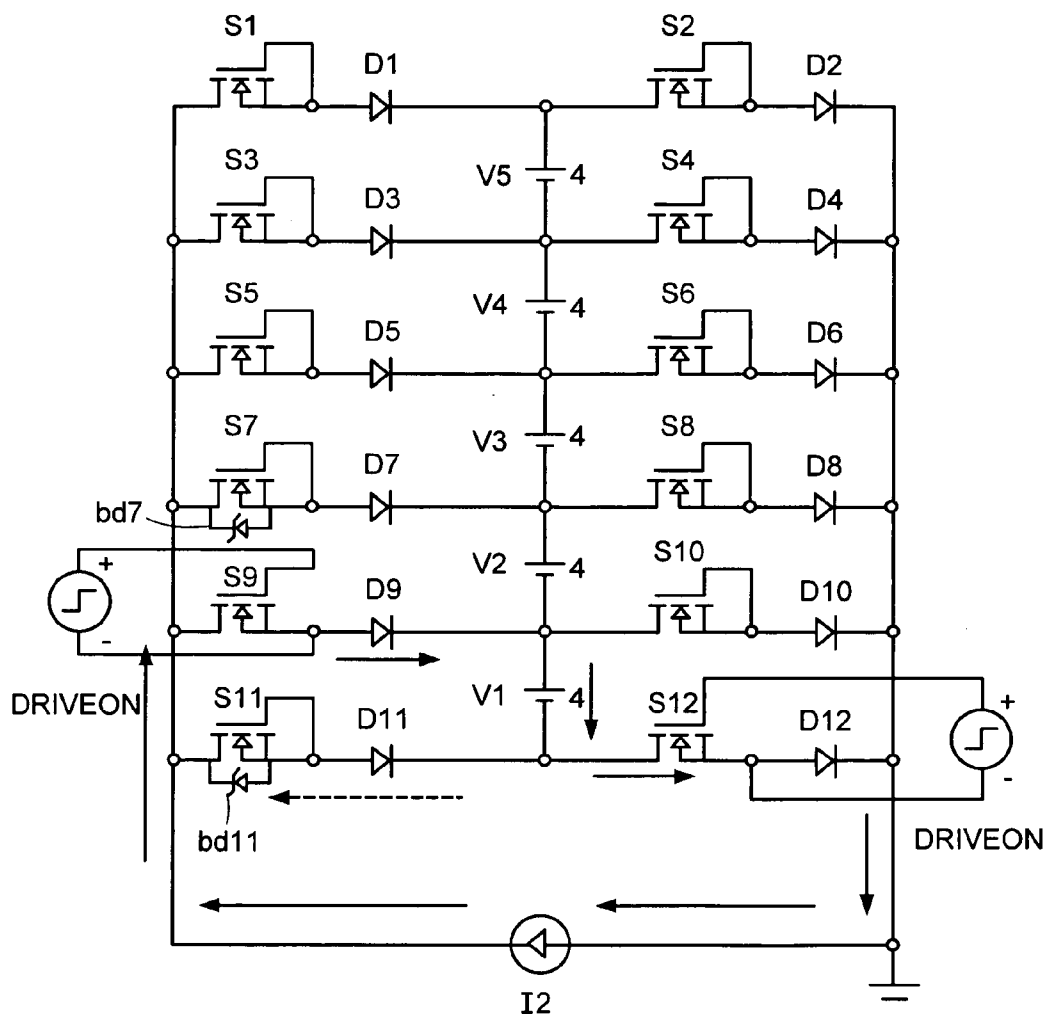 S1
S2
D1
D2
S3
V5
4
S4
D3
D4
S5
V4
4
S6
D5
D6
S7
V3
4
S8
D7
D8
bd7
+
S9
V2
4
S10
D9
D10
-
DRIVEON
S11
V1
4
S12
+
D11
D12
-
bd11
DRIVEON
I2